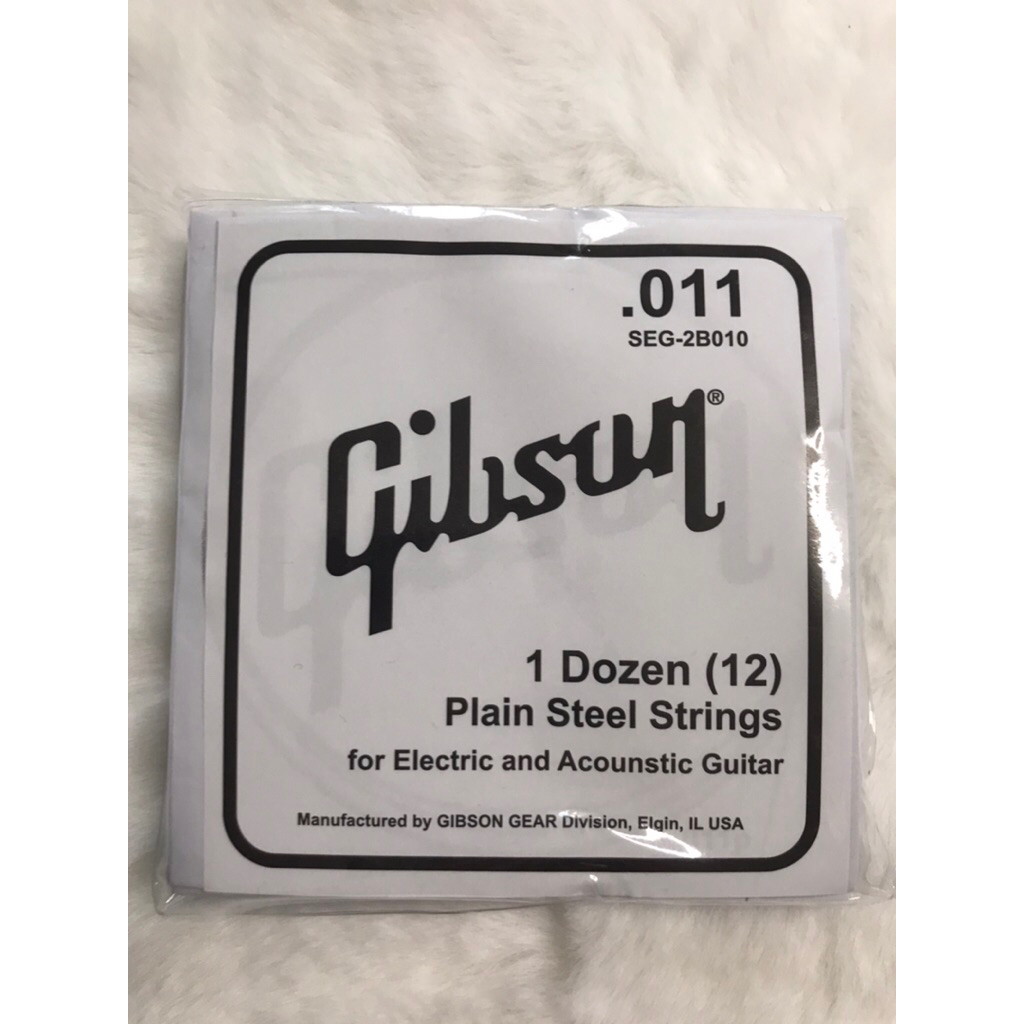 .011
SEG-2B010
Gibson®
1 Dozen (12)
Plain Steel Strings
for Electric and Acounstic Guitar
Manufactured by GIBSON GEAR Division, Elgin, IL USA